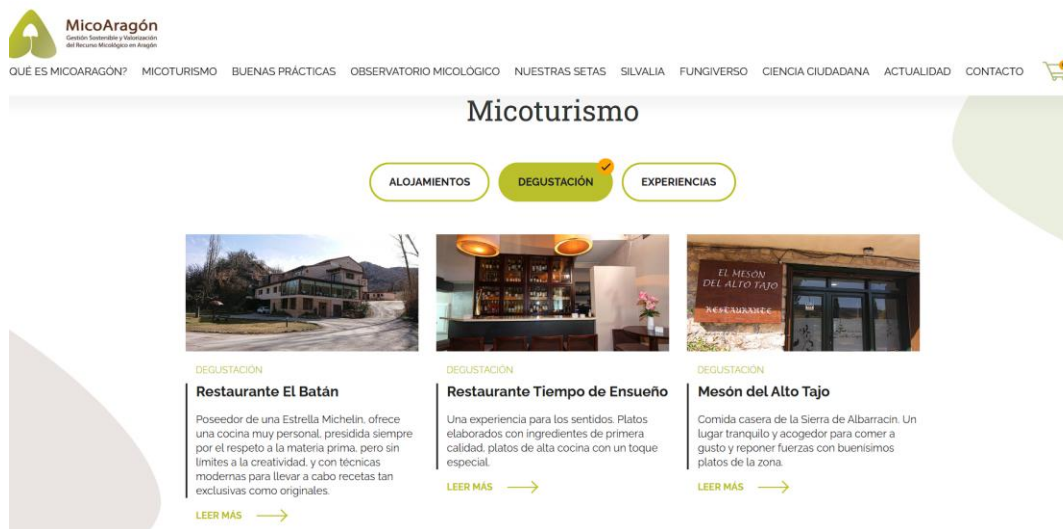 MicoAragón
Gestión Sostenible y Valorización
del Recurso Micológico en Aragón
QUÉ ES MICOARAGÓN? MICOTURISMO BUENAS PRÁCTICAS OBSERVATORIO MICOLÓGICO NUESTRAS SETAS SILVALIA FUNGIVERSO CIENCIA CIUDADANA ACTUALIDAD CONTACTO
Micoturismo
ALOJAMIENTOS DEGUSTACIÓN EXPERIENCIAS
EL MESÓN
DEL ALTO TAJO
RESTAURANTE
DEGUSTACIÓN
Restaurante El Batán
Poseedor de una Estrella Michelin, ofrece
una cocina muy personal, presidida siempre
por el respeto a la materia prima, pero sin
límites a la creatividad, y con técnicas
modernas para llevar a cabo recetas tan
exclusivas como originales.
LEER MÁS
DEGUSTACIÓN
Restaurante Tiempo de Ensueño
Una experiencia para los sentidos. Platos
elaborados con ingredientes de primera
calidad, platos de alta cocina con un toque
especial.
LEER MÁS
DEGUSTACIÓN
Mesón del Alto Tajo
Comida casera de la Sierra de Albarracin. Un
lugar tranquilo y acogedor para comer a
gusto y reponer fuerzas con buenísimos
platos de la zona.
LEER MÁS